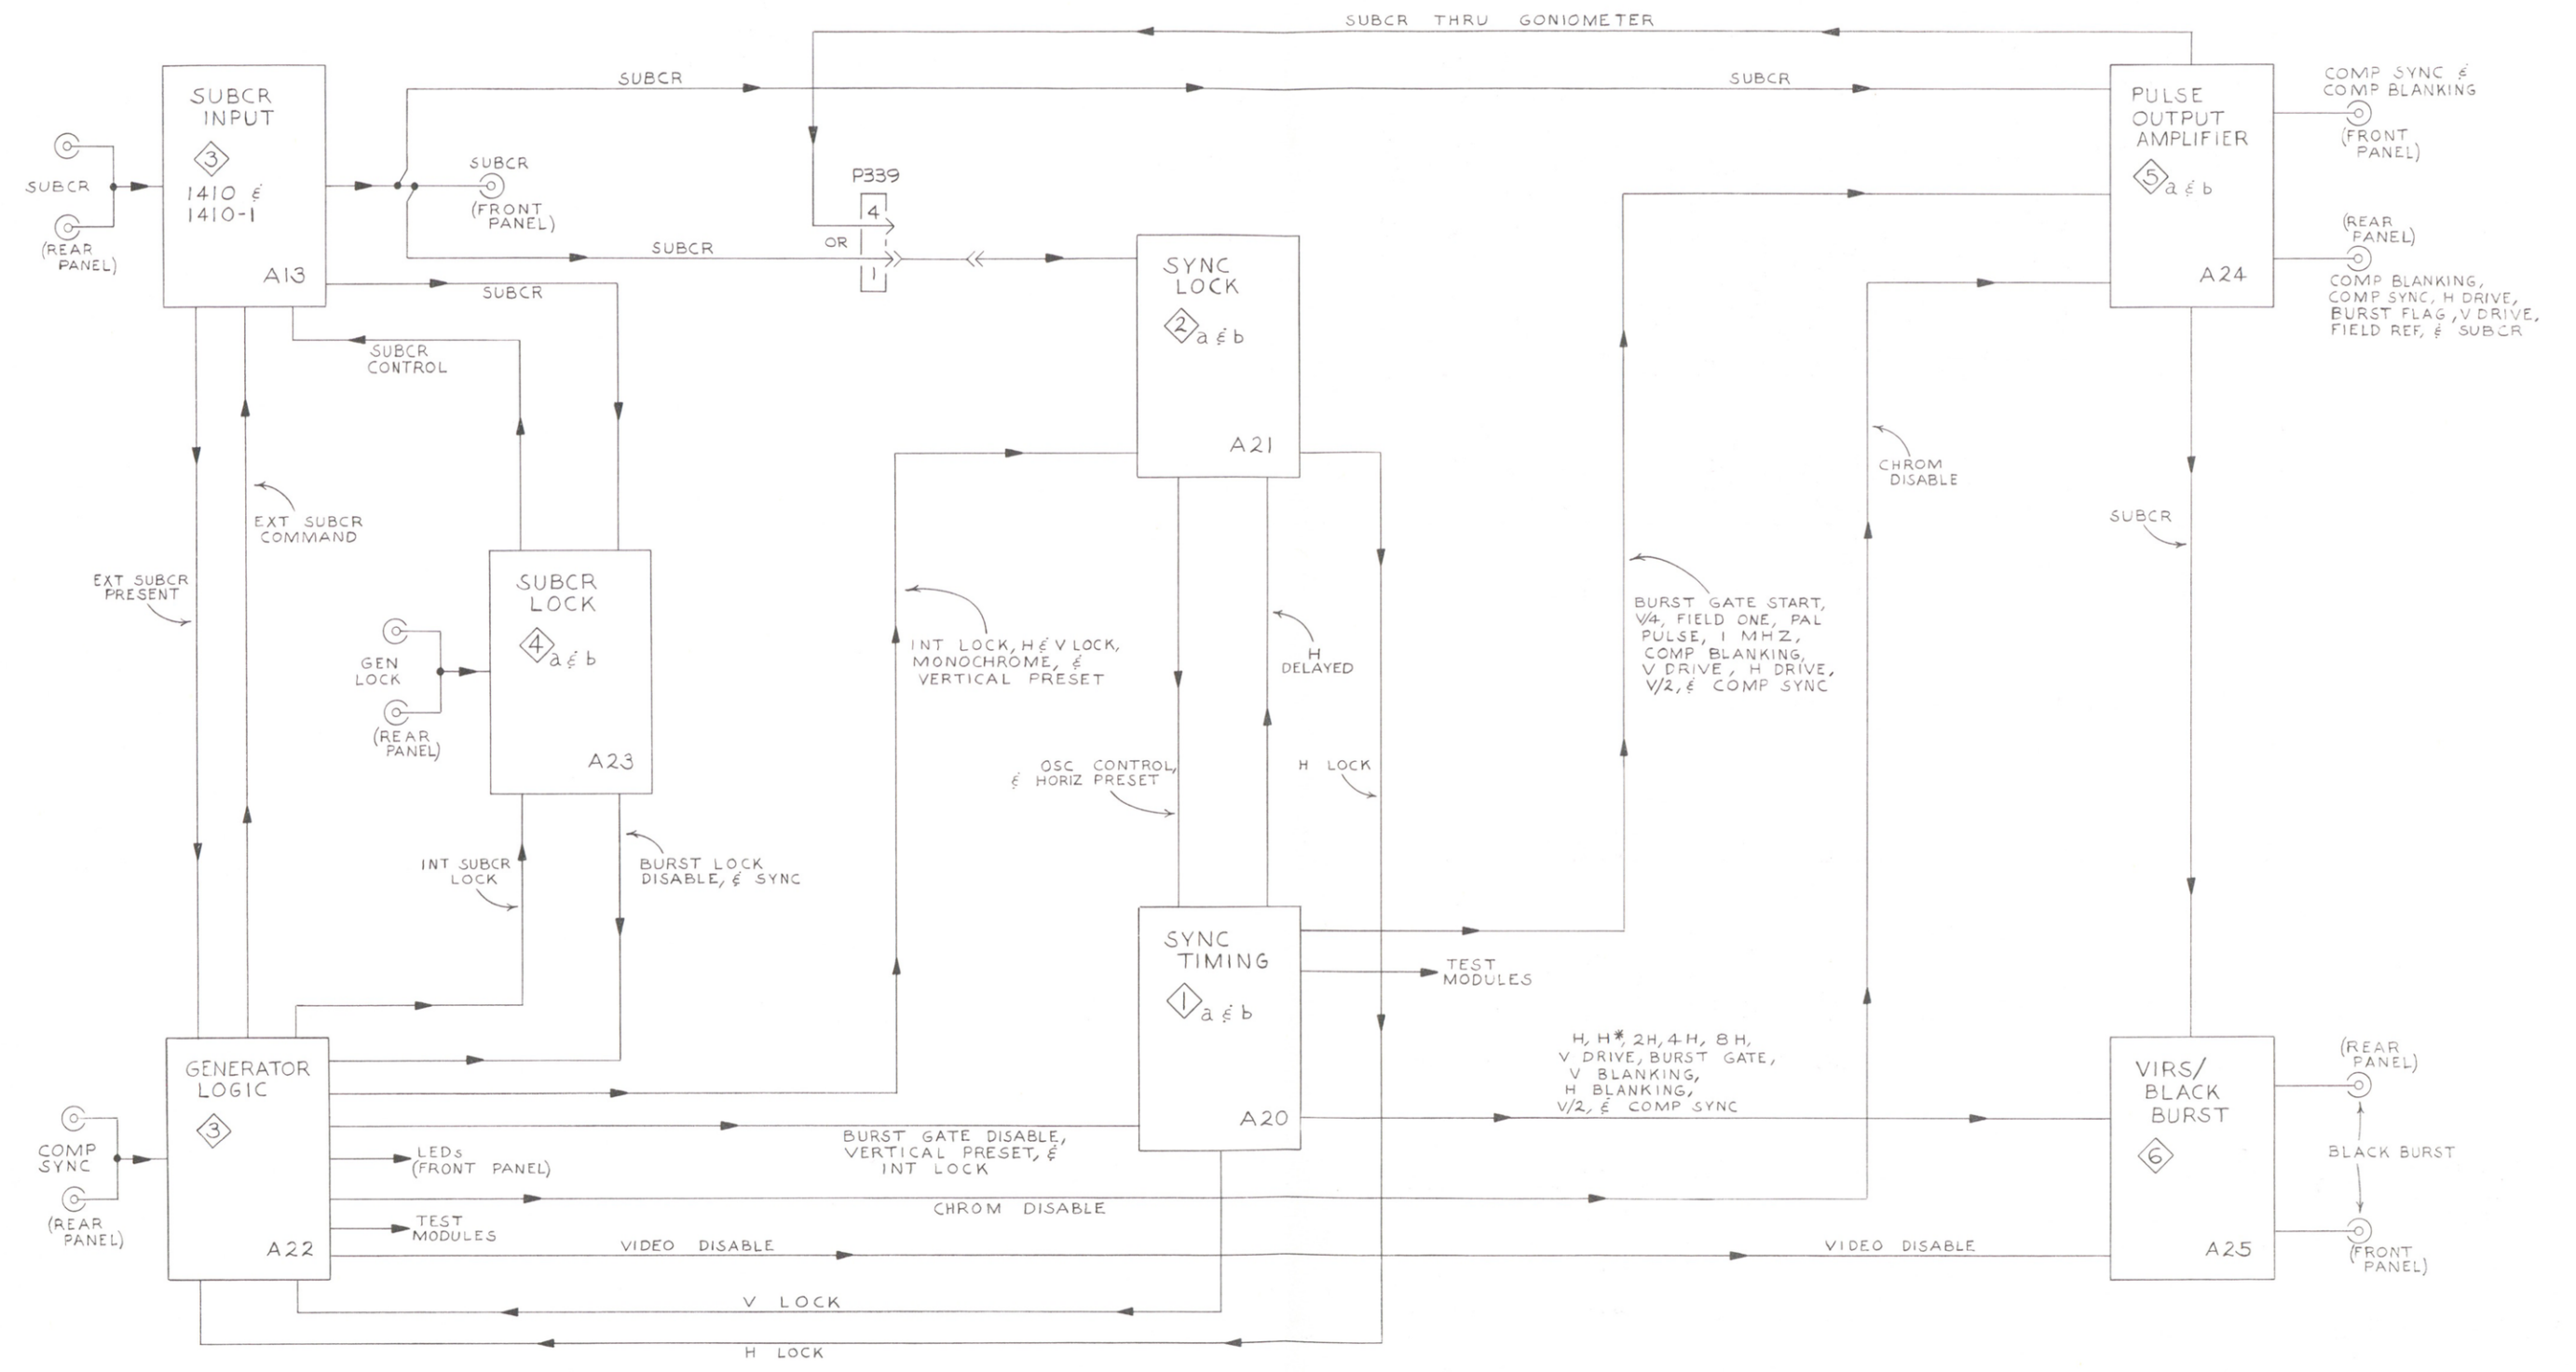 SUBCR THRU GONIOMETER
SUBCR
INPUT
3
1410 &
1410-1
A13
SUBCR
(REAR
PANEL)
SUBCR
SUBCR
SUBCR
(FRONT
PANEL)
SUBCR
P339
4
OR
1
SUBCR
SUBCR
CONTROL
SYNC
LOCK
2 a & b
A21
PULSE
OUTPUT
AMPLIFIER
5 a & b
A24
COMP SYNC &
COMP BLANKING
(FRONT
PANEL)
(REAR
PANEL)
COMP BLANKING,
COMP SYNC, H DRIVE,
BURST FLAG, V DRIVE,
FIELD REF, & SUBCR
EXT SUBCR
COMMAND
EXT SUBCR
PRESENT
SUBCR
LOCK
4 a & b
A23
GEN
LOCK
(REAR
PANEL)
INT LOCK, H & V LOCK,
MONOCHROME, &
VERTICAL PRESET
H
DELAYED
OSC CONTROL,
& HORIZ PRESET
H LOCK
BURST GATE START,
V/4, FIELD ONE, PAL
PULSE, 1 MHZ,
COMP BLANKING,
V DRIVE, H DRIVE,
V/2, & COMP SYNC
CHROM
DISABLE
SUBCR
INT SUBCR
LOCK
BURST LOCK
DISABLE, & SYNC
SYNC
TIMING
1 a & b
A20
TEST
MODULES
H, H*, 2H, 4H, 8H,
V DRIVE, BURST GATE,
V BLANKING,
H BLANKING,
V/2, & COMP SYNC
GENERATOR
LOGIC
3
A22
COMP
SYNC
(REAR
PANEL)
BURST GATE DISABLE,
VERTICAL PRESET, &
INT LOCK
LEDs
(FRONT PANEL)
CHROM DISABLE
TEST
MODULES
VIDEO DISABLE
VIDEO DISABLE
VIRS/
BLACK
BURST
6
A25
(REAR
PANEL)
BLACK BURST
(FRONT
PANEL)
V LOCK
H LOCK